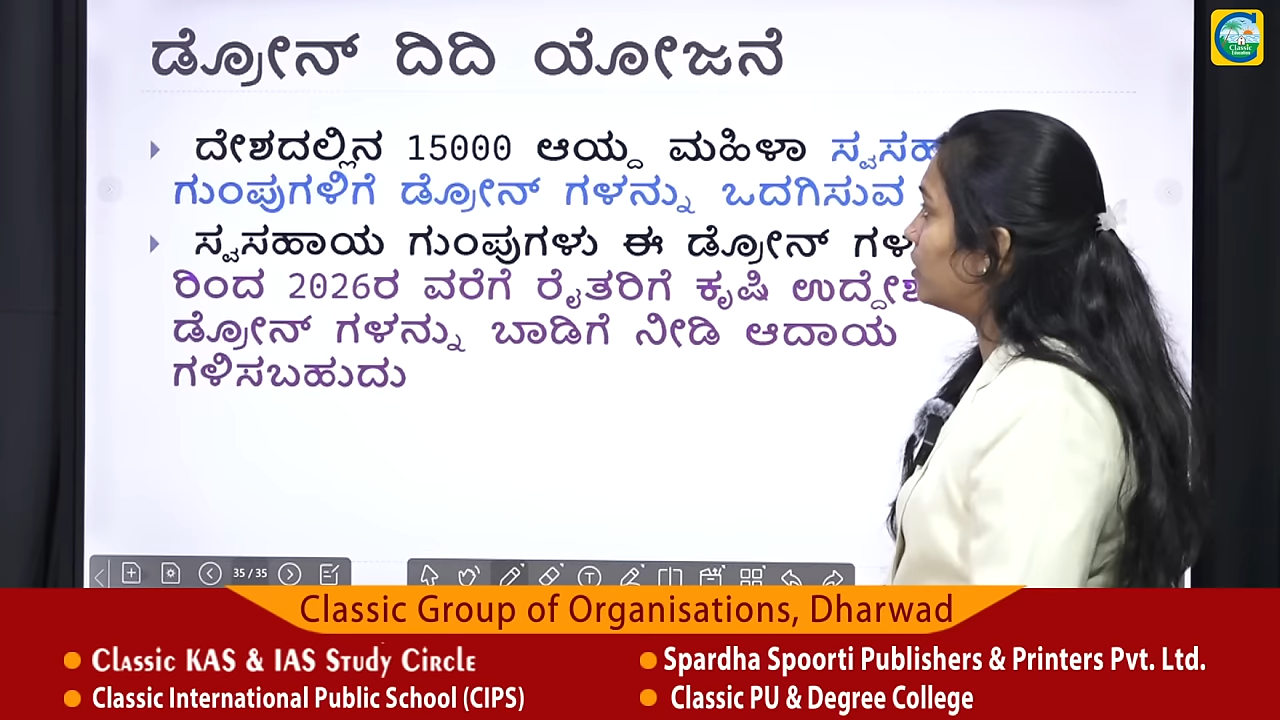 ಡ್ರೋನ್ ದಿದಿ ಯೋಜನೆ
Classic
Education
ದೇಶದಲ್ಲಿನ 15000 ಆಯ್ದ ಮಹಿಳಾ
ಗುಂಪುಗಳಿಗೆ ಡ್ರೋನ್ ಗಳನ್ನು ಒದಗಿಸುವ
ಸ್ವಸಹಾಯ ಗುಂಪುಗಳು ಈ ಡ್ರೋನ್
ರಿಂದ 2026ರ ವರೆಗೆ ರೈತರಿಗೆ ಕೃಷಿ
ಡ್ರೋನ್ ಗಳನ್ನು ಬಾಡಿಗೆ ನೀಡಿ ಆದಾಯ
ಗಳಿಸಬಹುದು
35/35
Classic Group of Organisations, Dharwad
Classic KAS & IAS Study Circle
Spardha Spoorti Publishers & Printers Pvt. Ltd.
Classic International Public School (CIPS)
Classic PU & Degree College